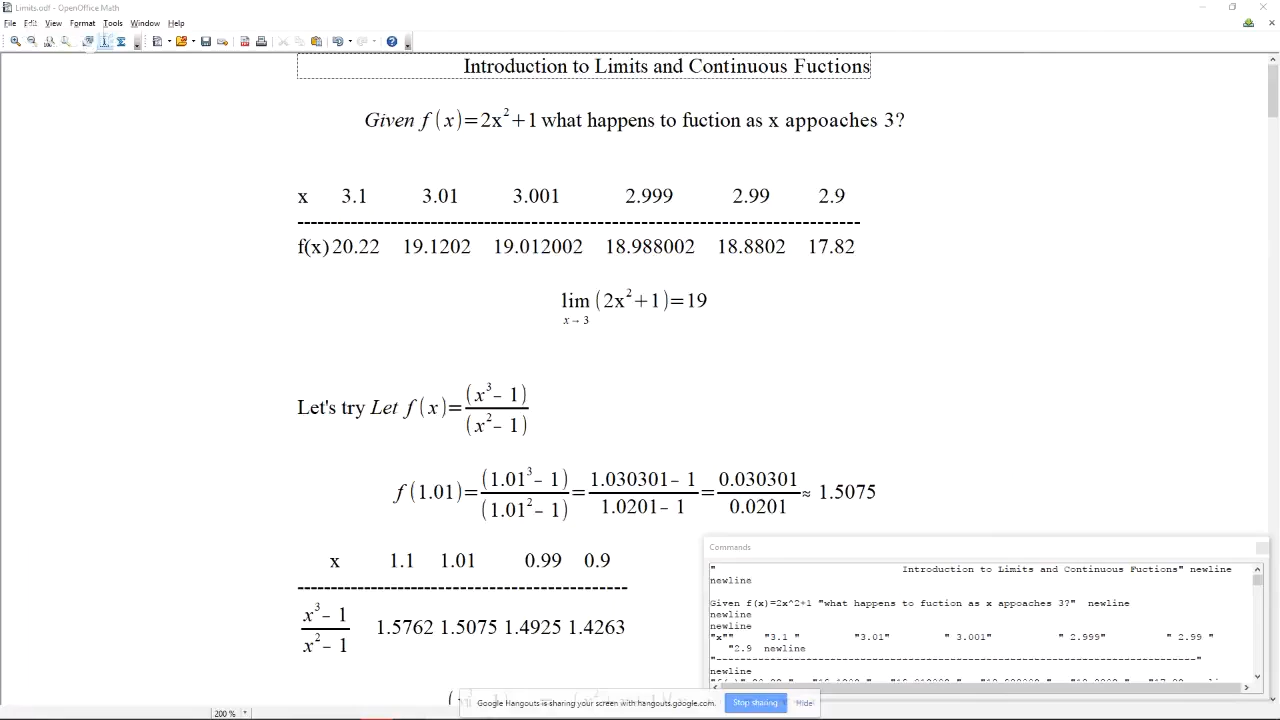 Limits.odf - OpenOffice Math
File Edit View Format Tools Window Help
Introduction to Limits and Continuous Fuctions
Given f(x)=2x²+1 what happens to fuction as x appoaches 3?
x 3.1 3.01 3.001 2.999 2.99 2.9
--------------------------------------------------------------------------------
f(x) 20.22 19.1202 19.012002 18.988002 18.8802 17.82
lim x→3 (2x²+1)=19
Let's try Let f(x)=(x³−1)/(x²−1)
f(1.01)=(1.01³−1)/(1.01²−1)=1.030301−1/1.0201−1=0.030301/0.0201≈ 1.5075
x 1.1 1.01 0.99 0.9
----------------------------------------------
x³−1/x²−1 1.5762 1.5075 1.4925 1.4263
Commands
" Introduction to Limits and Continuous Fuctions" newline
newline
Given f(x)=2x^2+1 "what happens to fuction as x appoaches 3?" newline
newline
newline
"x"" "3.1 " "3.01" " 3.001" " 2.999" " 2.99 "
"2.9 newline
"--------------------------------------------------------------------------------"
newline
Google Hangouts is sharing your screen with hangouts.google.com.
Stop sharing
Hide
200 %